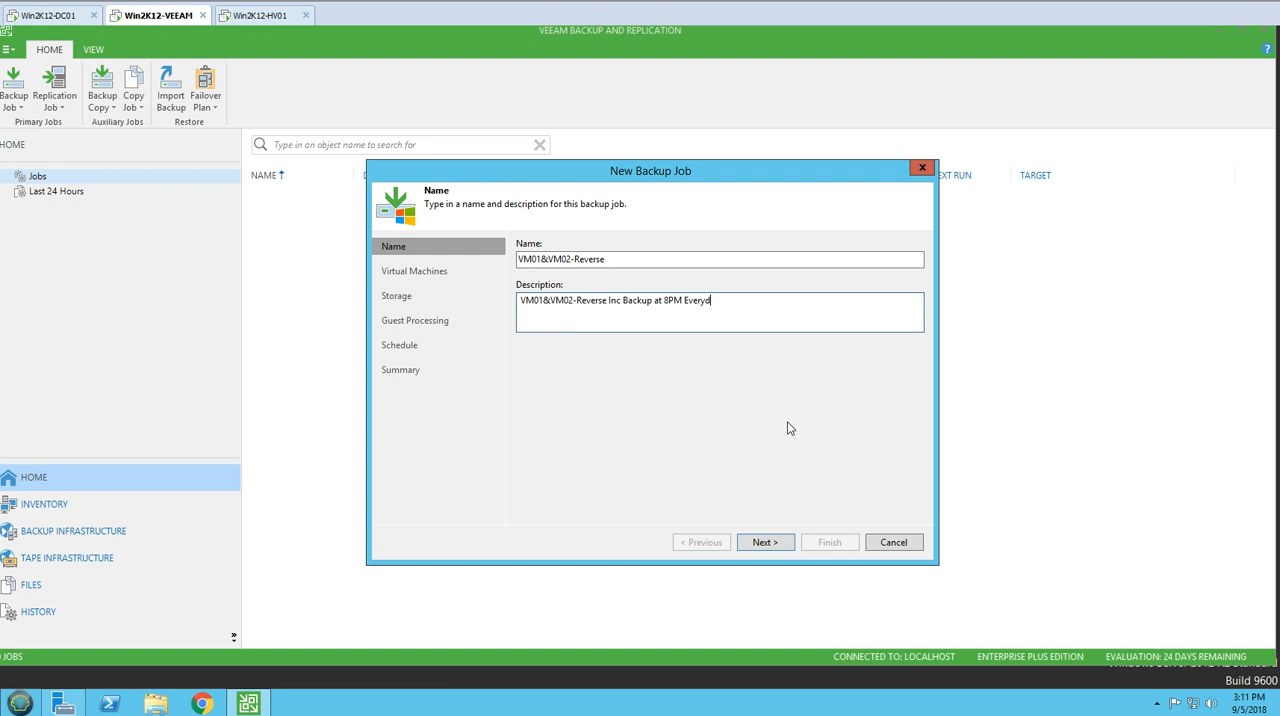 Win2K12-DC01
Win2K12-VEEAM
Win2K12-HV01
VEEAM BACKUP AND REPLICATION
HOME
VIEW
Backup Job
Replication Job
Backup Copy
Copy Job
Import Backup
Failover Plan
Primary Jobs
Auxiliary Jobs
Restore
HOME
Type in an object name to search for
Jobs
Last 24 Hours
NAME
EXT RUN
TARGET
New Backup Job
Name
Type in a name and description for this backup job.
Name
Virtual Machines
Storage
Guest Processing
Schedule
Summary
Name:
VM01&VM02-Reverse
Description:
VM01&VM02-Reverse Inc Backup at 8PM Everyd
< Previous
Next >
Finish
Cancel
HOME
INVENTORY
BACKUP INFRASTRUCTURE
TAPE INFRASTRUCTURE
FILES
HISTORY
JOBS
CONNECTED TO: LOCALHOST
ENTERPRISE PLUS EDITION
EVALUATION: 24 DAYS REMAINING
Build 9600
3:11 PM
9/5/2018